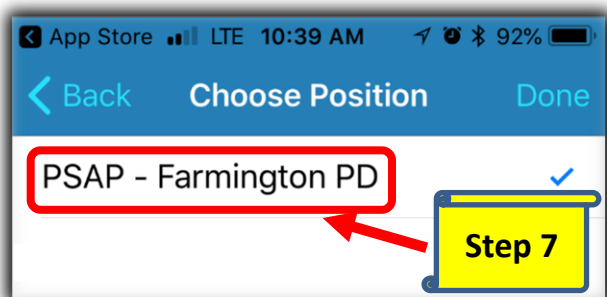 App Store LTE 10:39 AM 92%
Back Choose Position Done
PSAP - Farmington PD
Step 7